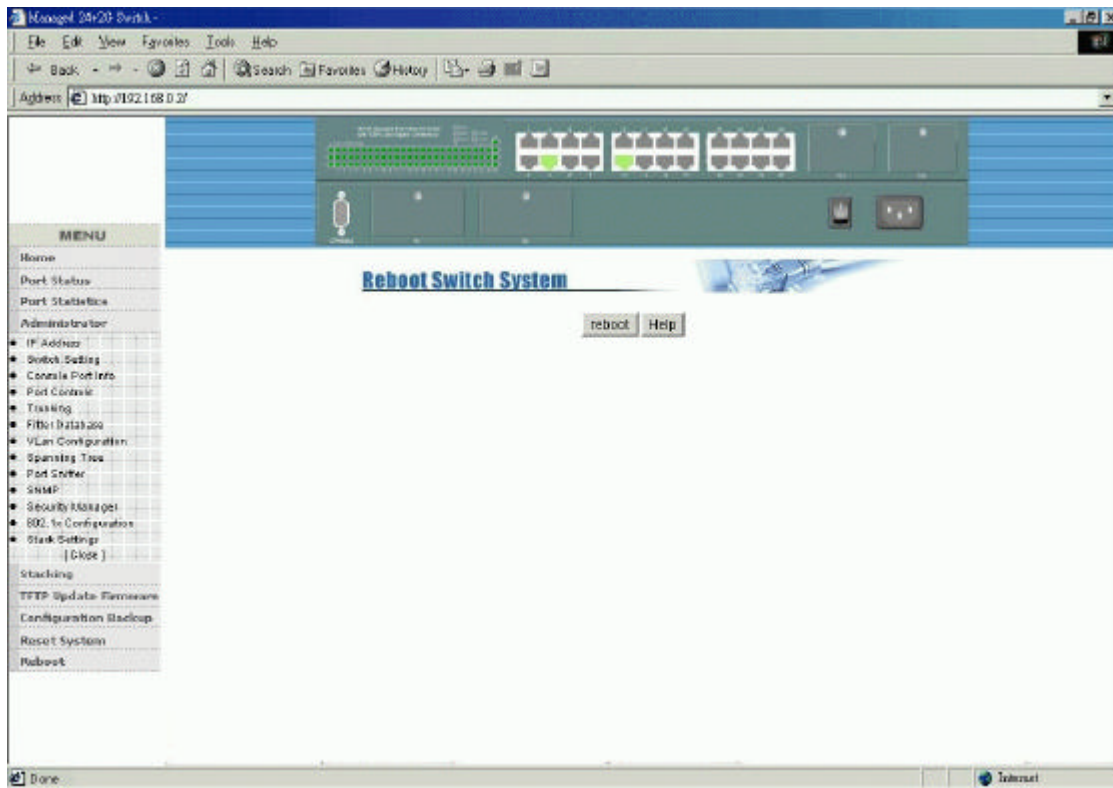 Managed 24+2G Switch -
File Edit View Favorites Tools Help
Back Search Favorites History
Address http://192.168.0.2/
MENU
Home
Port Status
Port Statistics
Administrator
IP Address
Switch Setting
Console Port Info
Port Controls
Trunking
Filter Database
VLan Configuration
Spanning Tree
Port Sniffer
SNMP
Security Manager
802.1x Configuration
Stack Settings
[ Close ]
Stacking
TFTP Update Firmware
Configuration Backup
Reset System
Reboot
Reboot Switch System
reboot Help
Done
Internet